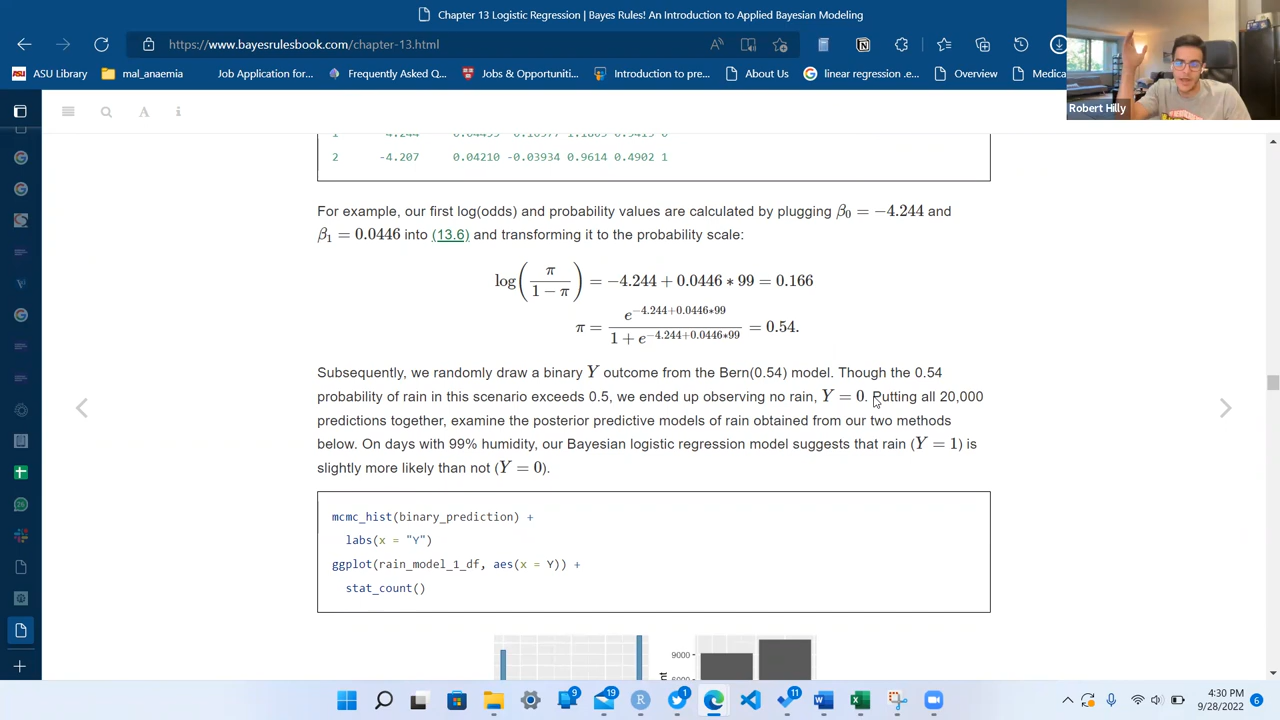 Chapter 13 Logistic Regression | Bayes Rules! An Introduction to Applied Bayesian Modeling
https://www.bayesrulesbook.com/chapter-13.html
ASU Library
mal_anaemia
Job Application for...
Frequently Asked Q...
Jobs & Opportuniti...
Introduction to pre...
About Us
linear regression .e...
Overview
Medica
Robert Hilly
2 -4.207 0.04210 -0.03934 0.9614 0.4902 1
For example, our first log(odds) and probability values are calculated by plugging β₀ = −4.244 and
β₁ = 0.0446 into (13.6) and transforming it to the probability scale:
log(π / (1 − π)) = −4.244 + 0.0446 ∗ 99 = 0.166
π = e^(−4.244+0.0446∗99) / (1 + e^(−4.244+0.0446∗99)) = 0.54.
Subsequently, we randomly draw a binary Y outcome from the Bern(0.54) model. Though the 0.54
probability of rain in this scenario exceeds 0.5, we ended up observing no rain, Y = 0. Putting all 20,000
predictions together, examine the posterior predictive models of rain obtained from our two methods
below. On days with 99% humidity, our Bayesian logistic regression model suggests that rain (Y = 1) is
slightly more likely than not (Y = 0).
mcmc_hist(binary_prediction) +
labs(x = "Y")
ggplot(rain_model_1_df, aes(x = Y)) +
stat_count()
9000
9
19
1
11
4:30 PM
9/28/2022
6